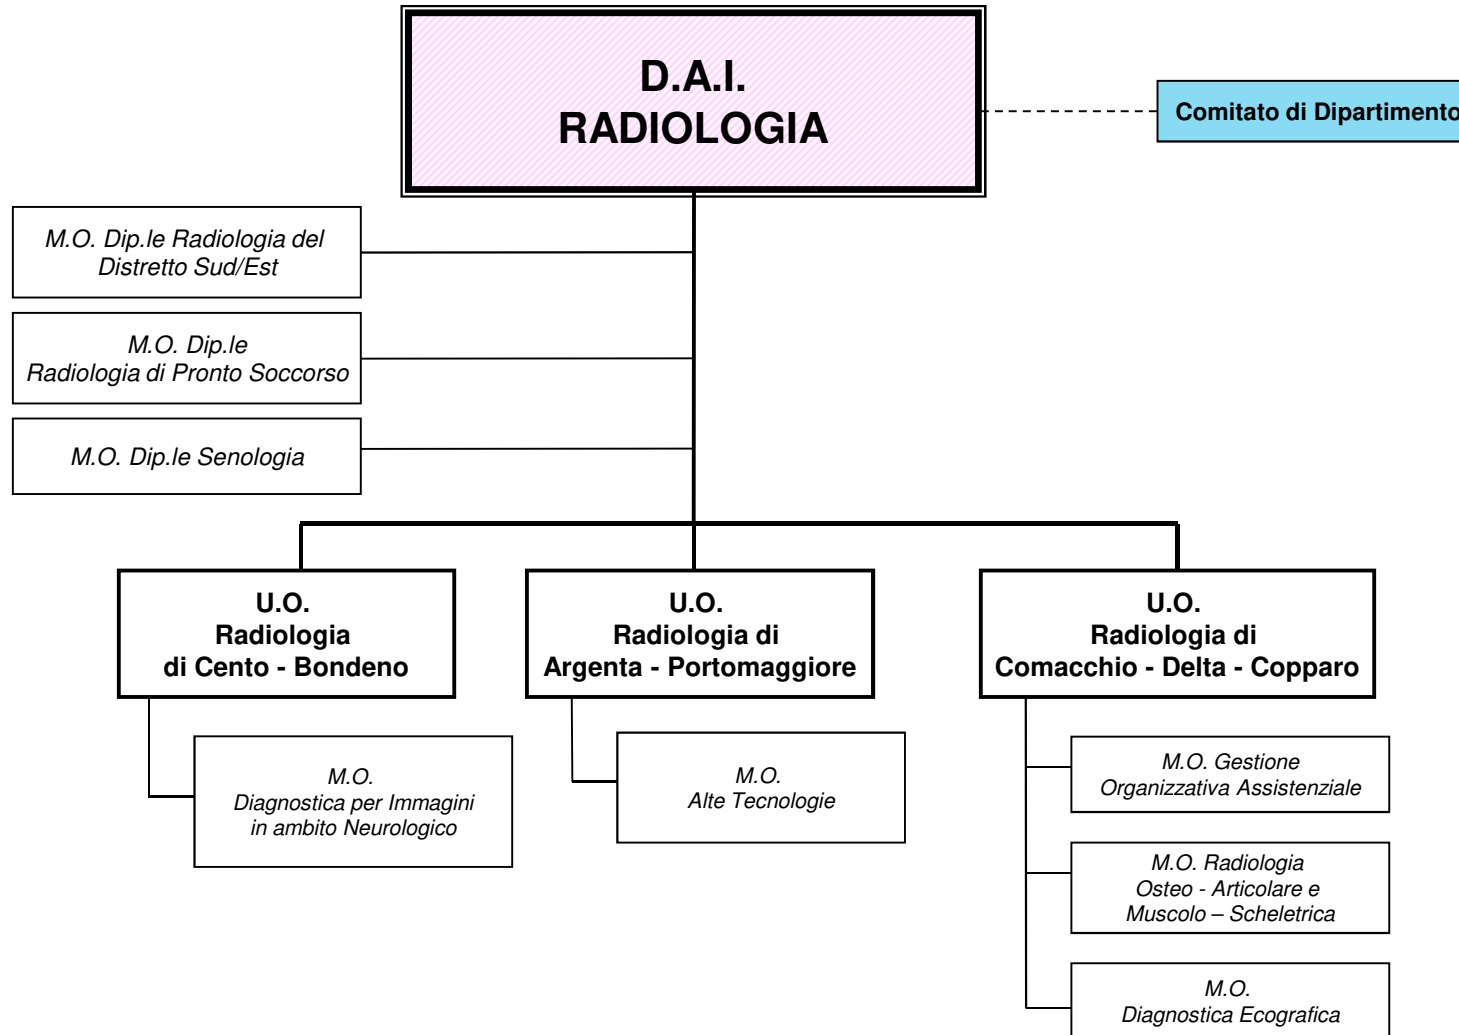 D.A.I.
RADIOLOGIA
Comitato di Dipartimento
M.O. Dip.le Radiologia del
Distretto Sud/Est
M.O. Dip.le
Radiologia di Pronto Soccorso
M.O. Dip.le Senologia
U.O.
Radiologia
di Cento - Bondeno
U.O.
Radiologia di
Argenta - Portomaggiore
U.O.
Radiologia di
Comacchio - Delta - Copparo
M.O.
Diagnostica per Immagini
in ambito Neurologico
M.O.
Alte Tecnologie
M.O. Gestione
Organizzativa Assistenziale
M.O. Radiologia
Osteo - Articolare e
Muscolo – Scheletrica
M.O.
Diagnostica Ecografica